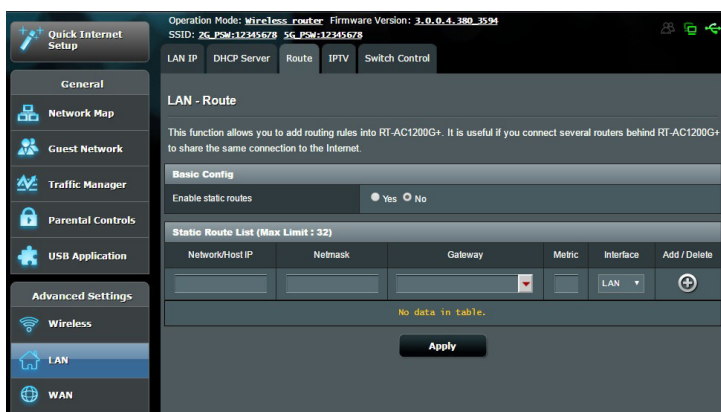 Quick Internet Setup
Operation Mode: Wireless router Firmware Version: 3.0.0.4.380_3594
SSID: 2G_PSW:12345678 5G_PSW:12345678
LAN IP DHCP Server Route IPTV Switch Control
General
Network Map
Guest Network
Traffic Manager
Parental Controls
USB Application
Advanced Settings
Wireless
LAN
WAN
LAN - Route
This function allows you to add routing rules into RT-AC1200G+. It is useful if you connect several routers behind RT-AC1200G+
to share the same connection to the Internet.
Basic Config
Enable static routes Yes No
Static Route List (Max Limit : 32)
Network/Host IP Netmask Gateway Metric Interface Add / Delete
LAN
No data in table.
Apply